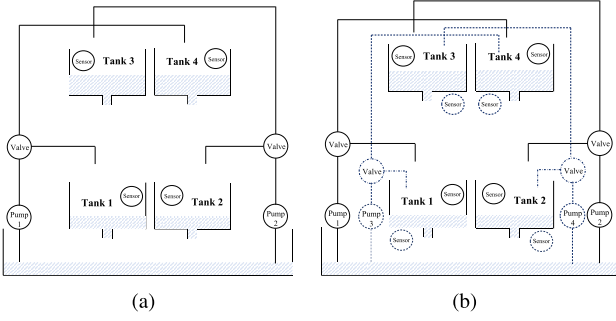 Sensor
Tank 3
Tank 4
Sensor
Valve
Valve
Tank 1
Sensor
Sensor
Tank 2
Pump
1
Pump
2
(a)
Sensor
Tank 3
Tank 4
Sensor
Sensor
Sensor
Valve
Valve
Valve
Valve
Tank 1
Sensor
Sensor
Tank 2
Pump
1
Pump
3
Pump
4
Pump
2
Sensor
Sensor
(b)